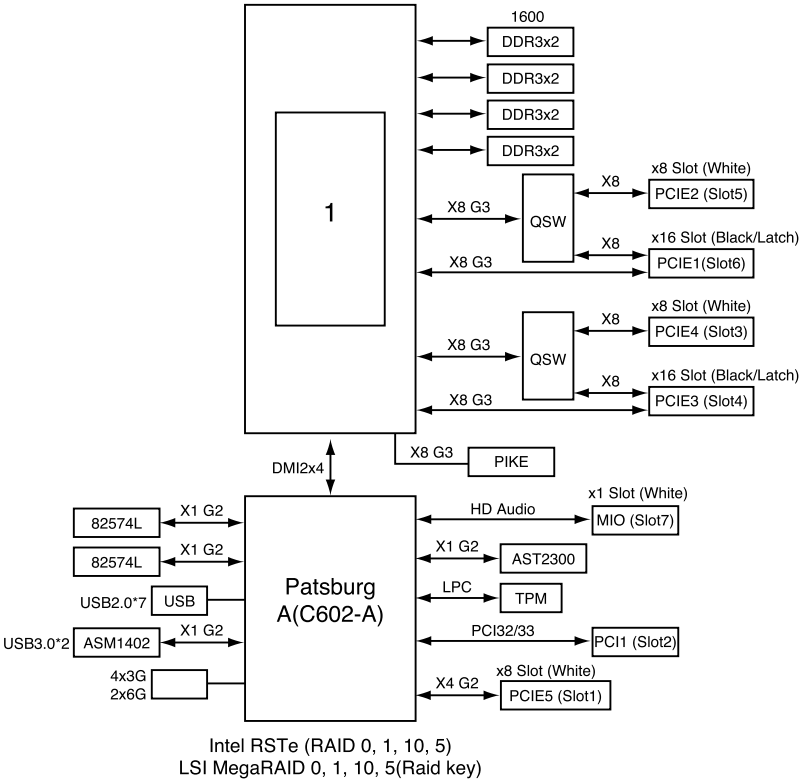 1600
DDR3x2
DDR3x2
DDR3x2
DDR3x2
1
x8 Slot (White)
X8
PCIE2 (Slot5)
X8 G3
QSW
x16 Slot (Black/Latch)
X8
PCIE1(Slot6)
X8 G3
x8 Slot (White)
X8
PCIE4 (Slot3)
X8 G3
QSW
x16 Slot (Black/Latch)
X8
PCIE3 (Slot4)
X8 G3
X8 G3
PIKE
DMI2x4
x1 Slot (White)
HD Audio
MIO (Slot7)
X1 G2
82574L
X1 G2
82574L
X1 G2
AST2300
Patsburg
A(C602-A)
USB2.0*7
USB
LPC
TPM
USB3.0*2
ASM1402
X1 G2
PCI32/33
PCI1 (Slot2)
4x3G
2x6G
x8 Slot (White)
X4 G2
PCIE5 (Slot1)
Intel RSTe (RAID 0, 1, 10, 5)
LSI MegaRAID 0, 1, 10, 5(Raid key)